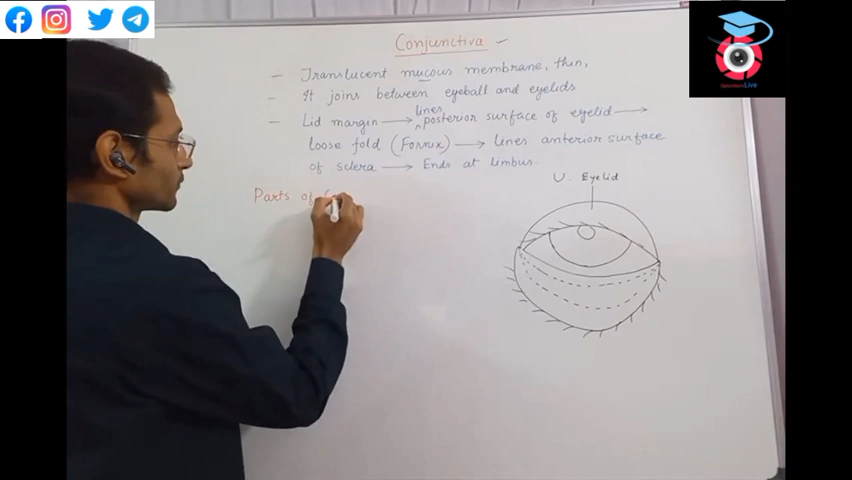 Conjunctiva
- Translucent mucous membrane, thin,
- It joins between eyeball and eyelids
- Lid margin → lines, posterior surface of eyelid →
loose fold (Fornix) → lines anterior surface
of sclera → Ends at limbus.
U. Eyelid
Parts of